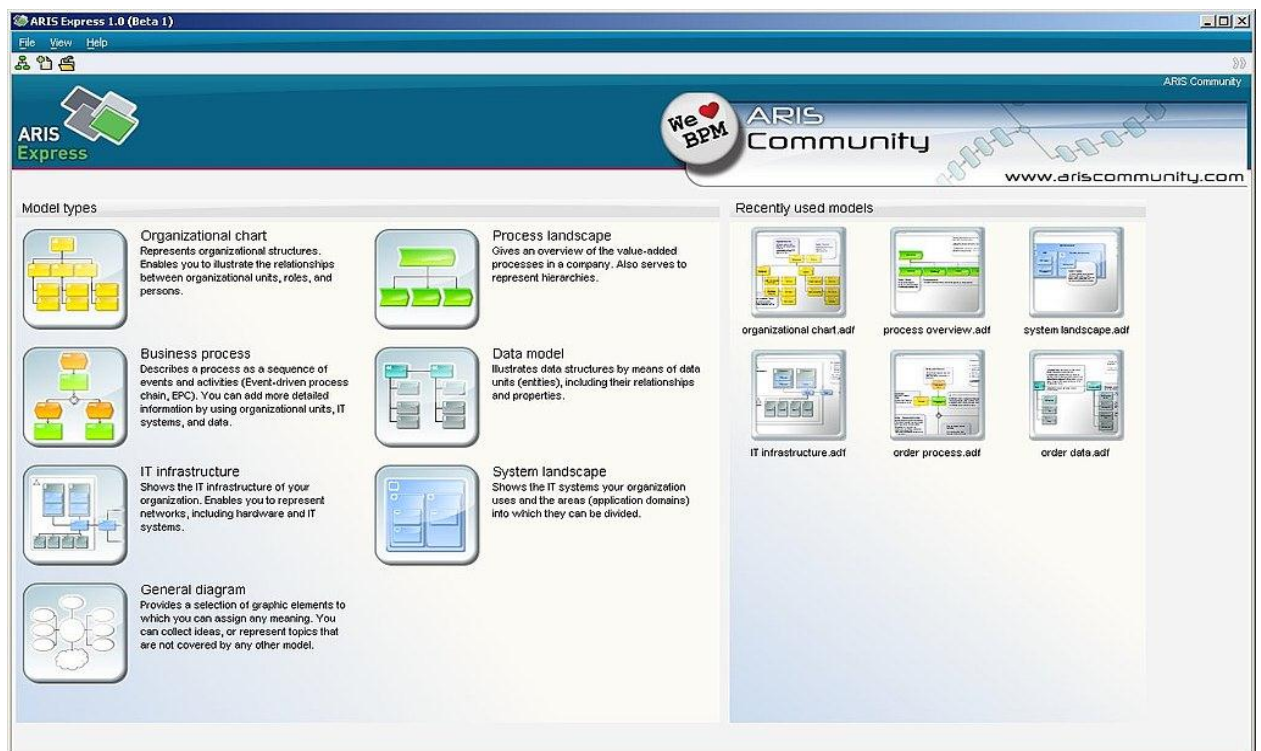 ARIS Express 1.0 (Beta 1)
File View Help
ARIS Community
ARIS
Express
We
BPM
ARIS
Community
www.ariscommunity.com
Model types
Organizational chart
Represents organizational structures.
Enables you to illustrate the relationships
between organizational units, roles, and
persons.
Process landscape
Gives an overview of the value-added
processes in a company. Also serves to
represent hierarchies.
Business process
Describes a process as a sequence of
events and activities (Event-driven process
chain, EPC). You can add more detailed
information by using organizational units, IT
systems, and data.
Data model
Illustrates data structures by means of data
units (entities), including their relationships
and properties.
IT infrastructure
Shows the IT infrastructure of your
organization. Enables you to represent
networks, including hardware and IT
systems.
System landscape
Shows the IT systems your organization
uses and the areas (application domains)
into which they can be divided.
General diagram
Provides a selection of graphic elements to
which you can assign any meaning. You
can collect ideas, or represent topics that
are not covered by any other model.
Recently used models
organizational chart.adf
process overview.adf
system landscape.adf
IT infrastructure.adf
order process.adf
order data.adf